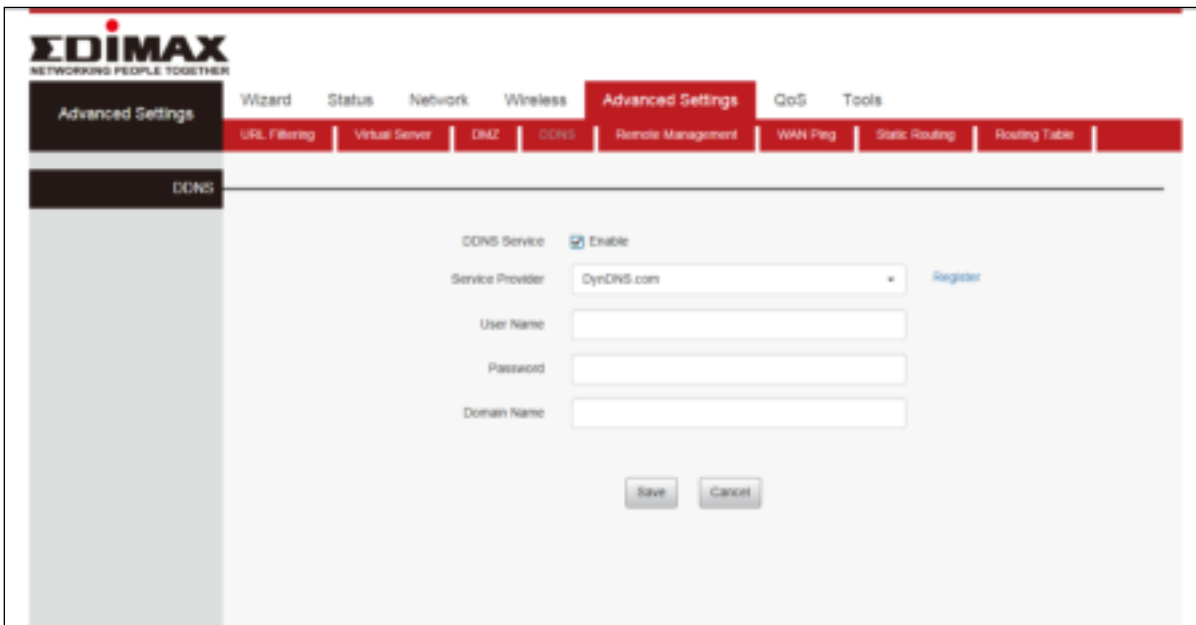 EDIMAX
NETWORKING PEOPLE TOGETHER
Advanced Settings
Wizard Status Network Wireless Advanced Settings QoS Tools
URL Filtering Virtual Server DMZ DDNS Remote Management WAN Ping Static Routing Routing Table
DDNS
DDNS Service Enable
Service Provider DynDNS.com Register
User Name
Password
Domain Name
Save Cancel